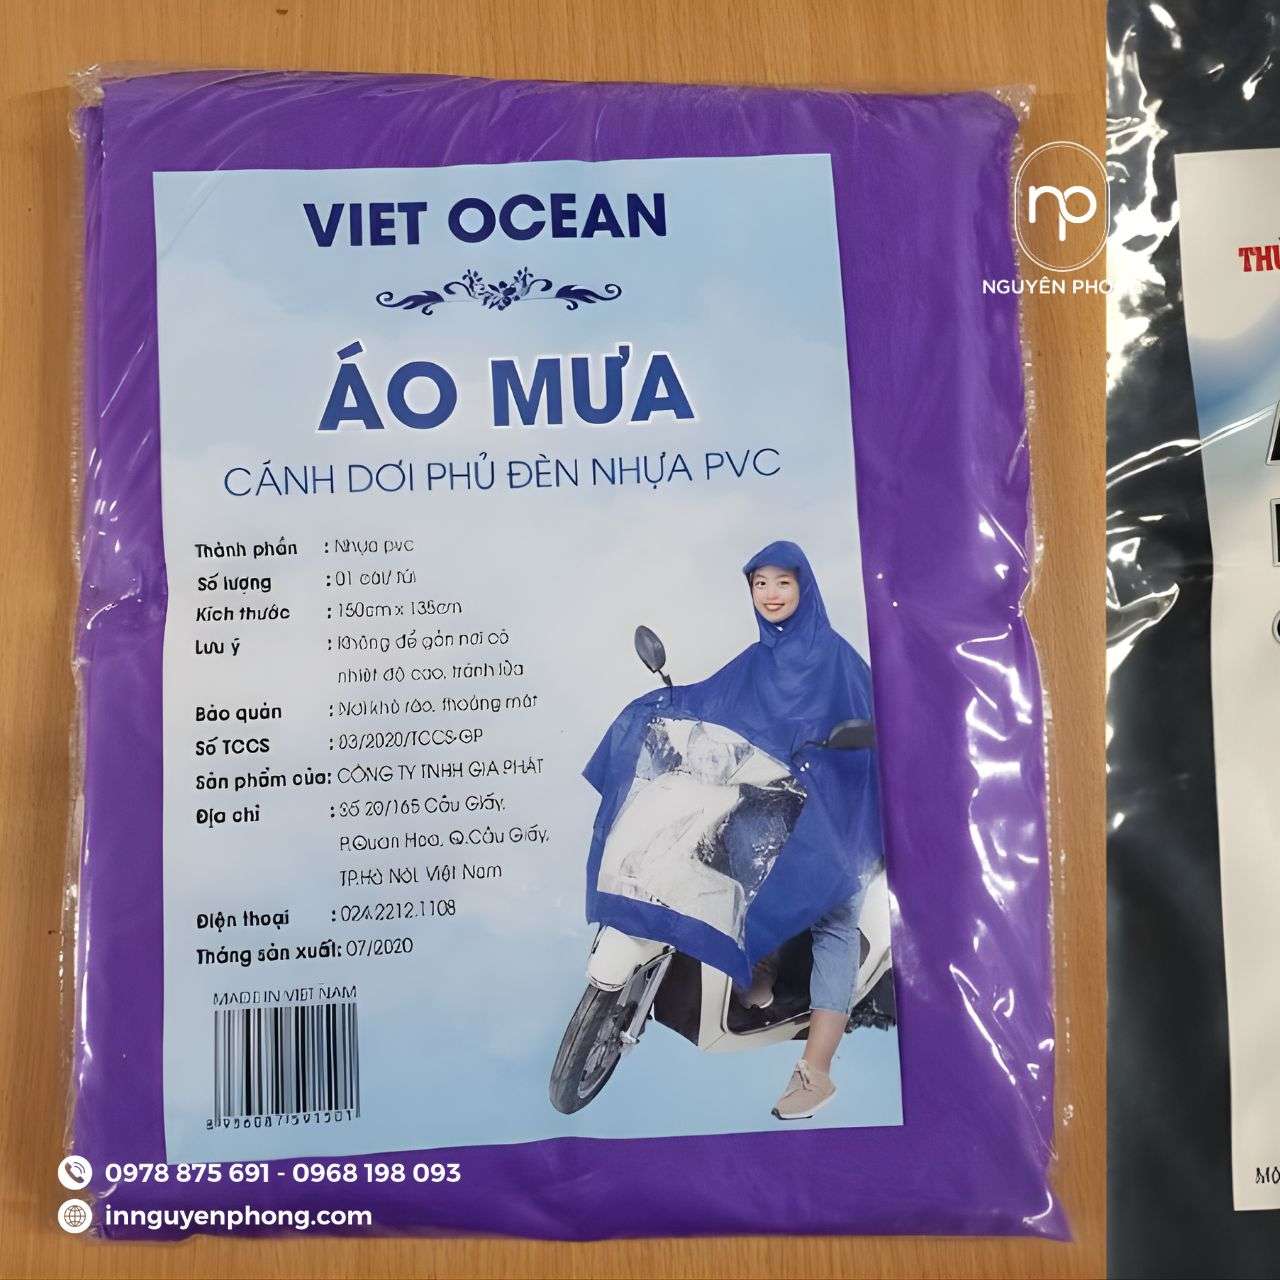 VIET OCEAN
ÁO MƯA
CÁNH DƠI PHỦ ĐÈN NHỰA PVC
Thành phần : Nhựa pvc
Số lượng : 01 cái/ túi
Kích thước : 150cm x 135cm
Lưu ý : Không để gần nơi có
nhiệt độ cao, tránh lửa
Bảo quản : Nơi khô ráo, thoáng mát
Số TCCS : 03/2020/TCCS-GP
Sản phẩm của: CÔNG TY TNHH GIA PHÁT
Địa chỉ : Số 20/165 Cầu Giấy,
P.Quan Hoa, Q.Cầu Giấy,
TP.Hà Nội, Việt Nam
Điện thoại : 024.2212.1108
Tháng sản xuất: 07/2020
MADE IN VIET NAM
np
NGUYÊN PHONG
THÙ
MÔ
0978 875 691 - 0968 198 093
innguyenphong.com